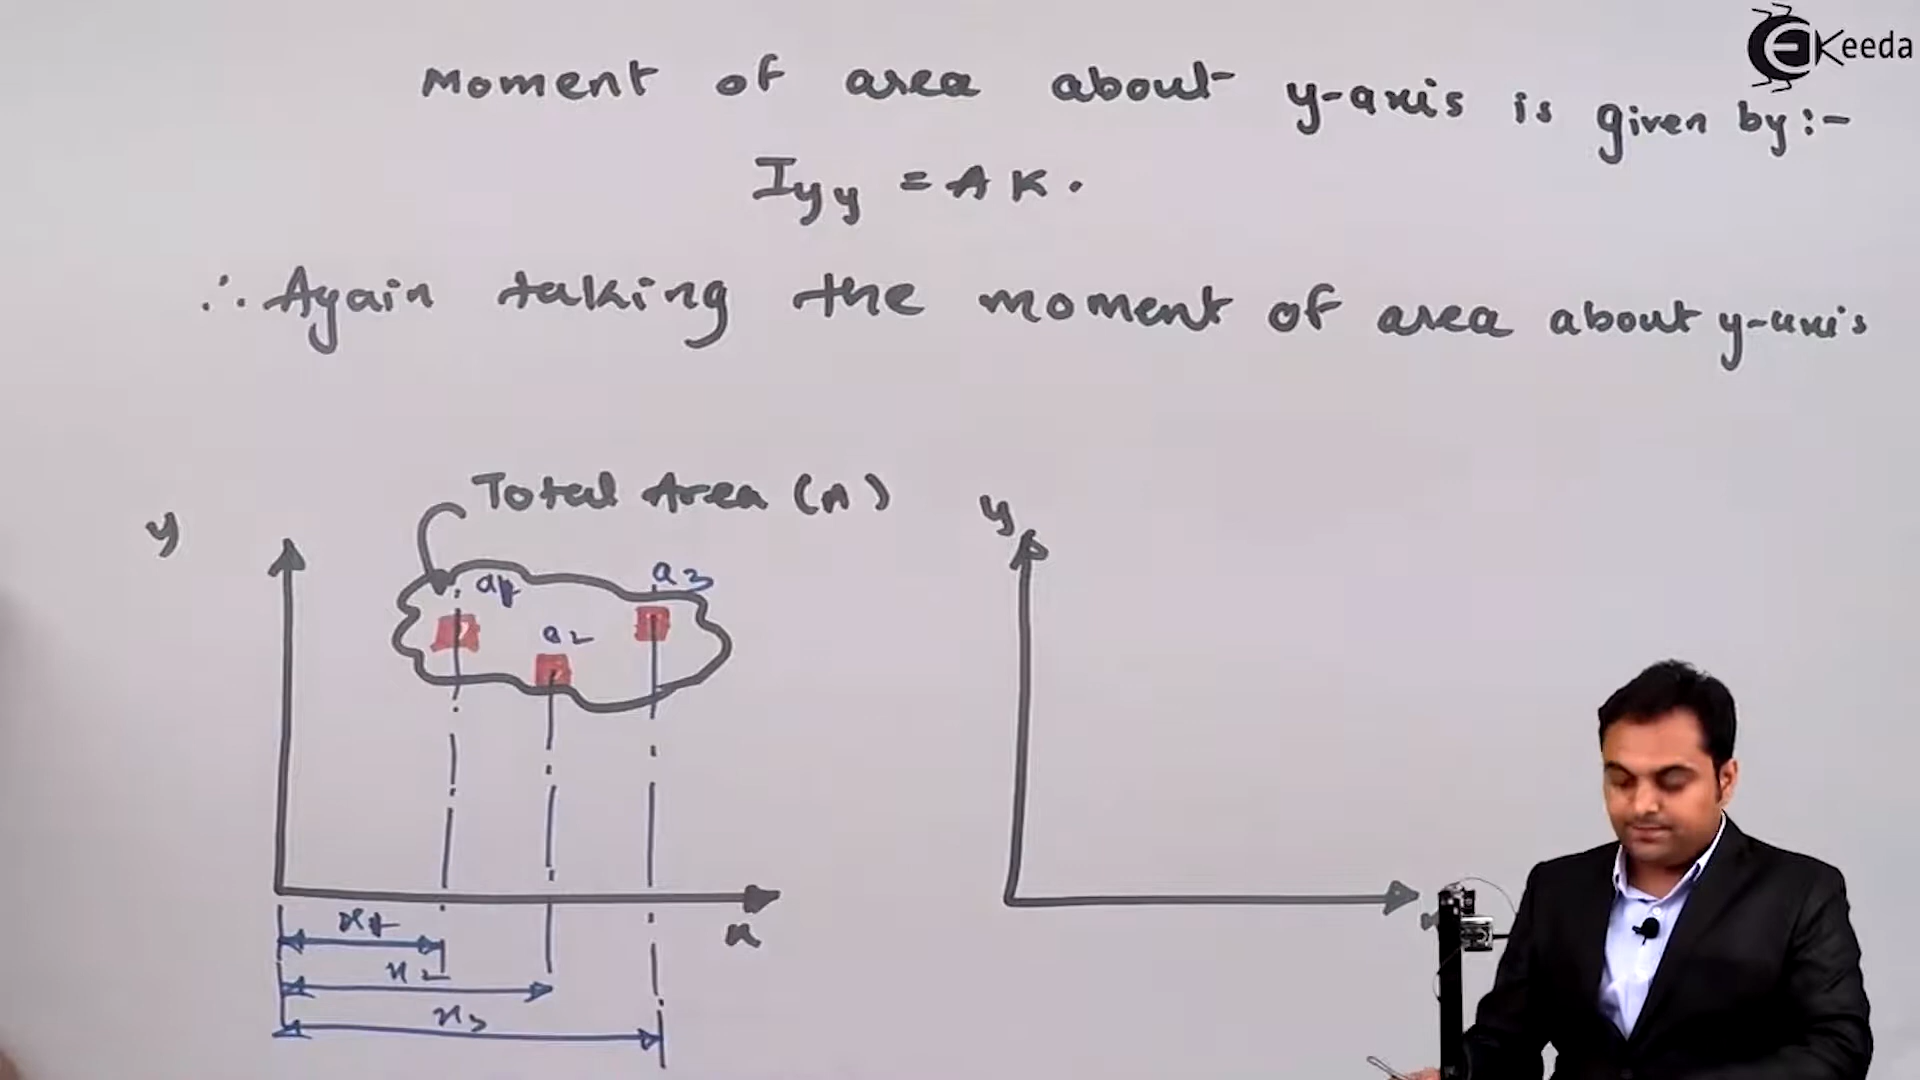 Keeda
Moment of area about y-axis is given by:-
Iyy = AK.
∴ Again taking the moment of area about y-axis
Total Area (A)
y
y
a1
a2
a3
x1
x2
x3
x